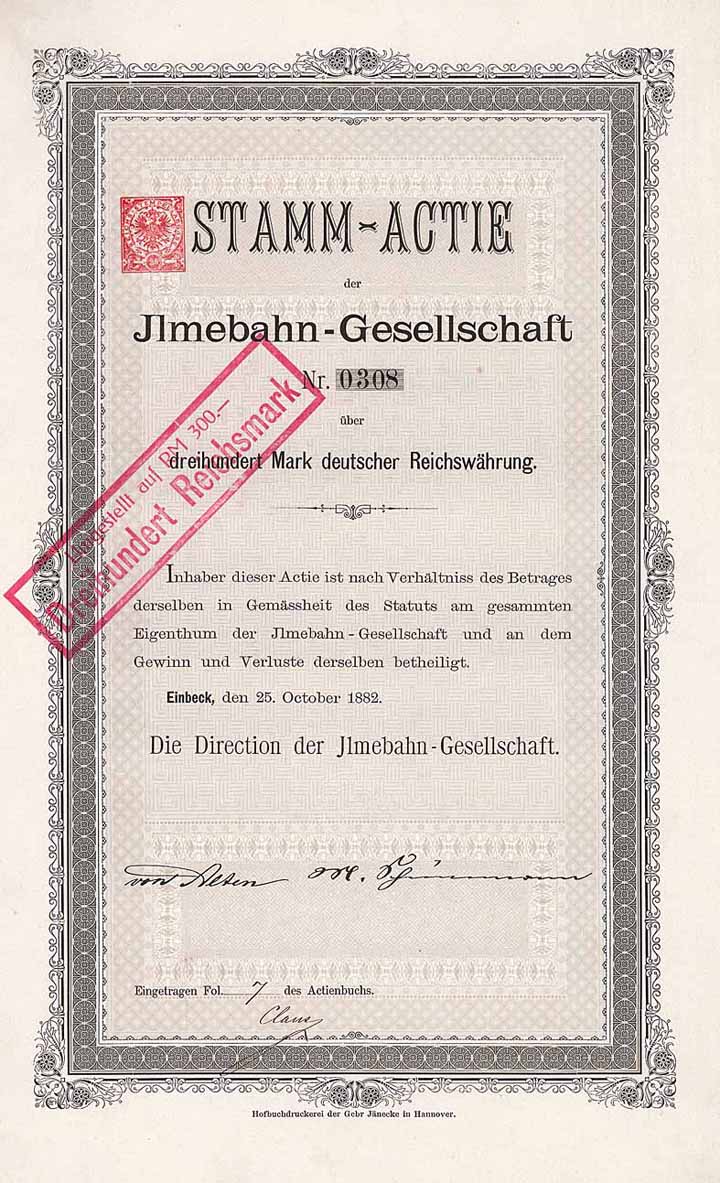 STAMM-ACTIE
der
Jlmebahn-Gesellschaft
Nr. 0308
über
dreihundert Mark deutscher Reichswährung.
Umgestellt auf RM 300.—
Dreihundert Reichsmark
Inhaber dieser Actie ist nach Verhältniss des Betrages
derselben in Gemässheit des Statuts am gesammten
Eigenthum der Jlmebahn-Gesellschaft und an dem
Gewinn und Verluste derselben betheiligt.
Einbeck, den 25. October 1882.
Die Direction der Jlmebahn-Gesellschaft.
von Alten
Eingetragen Fol. 7 des Actienbuchs.
Claus
Hofbuchdruckerei der Gebr Jänecke in Hannover.